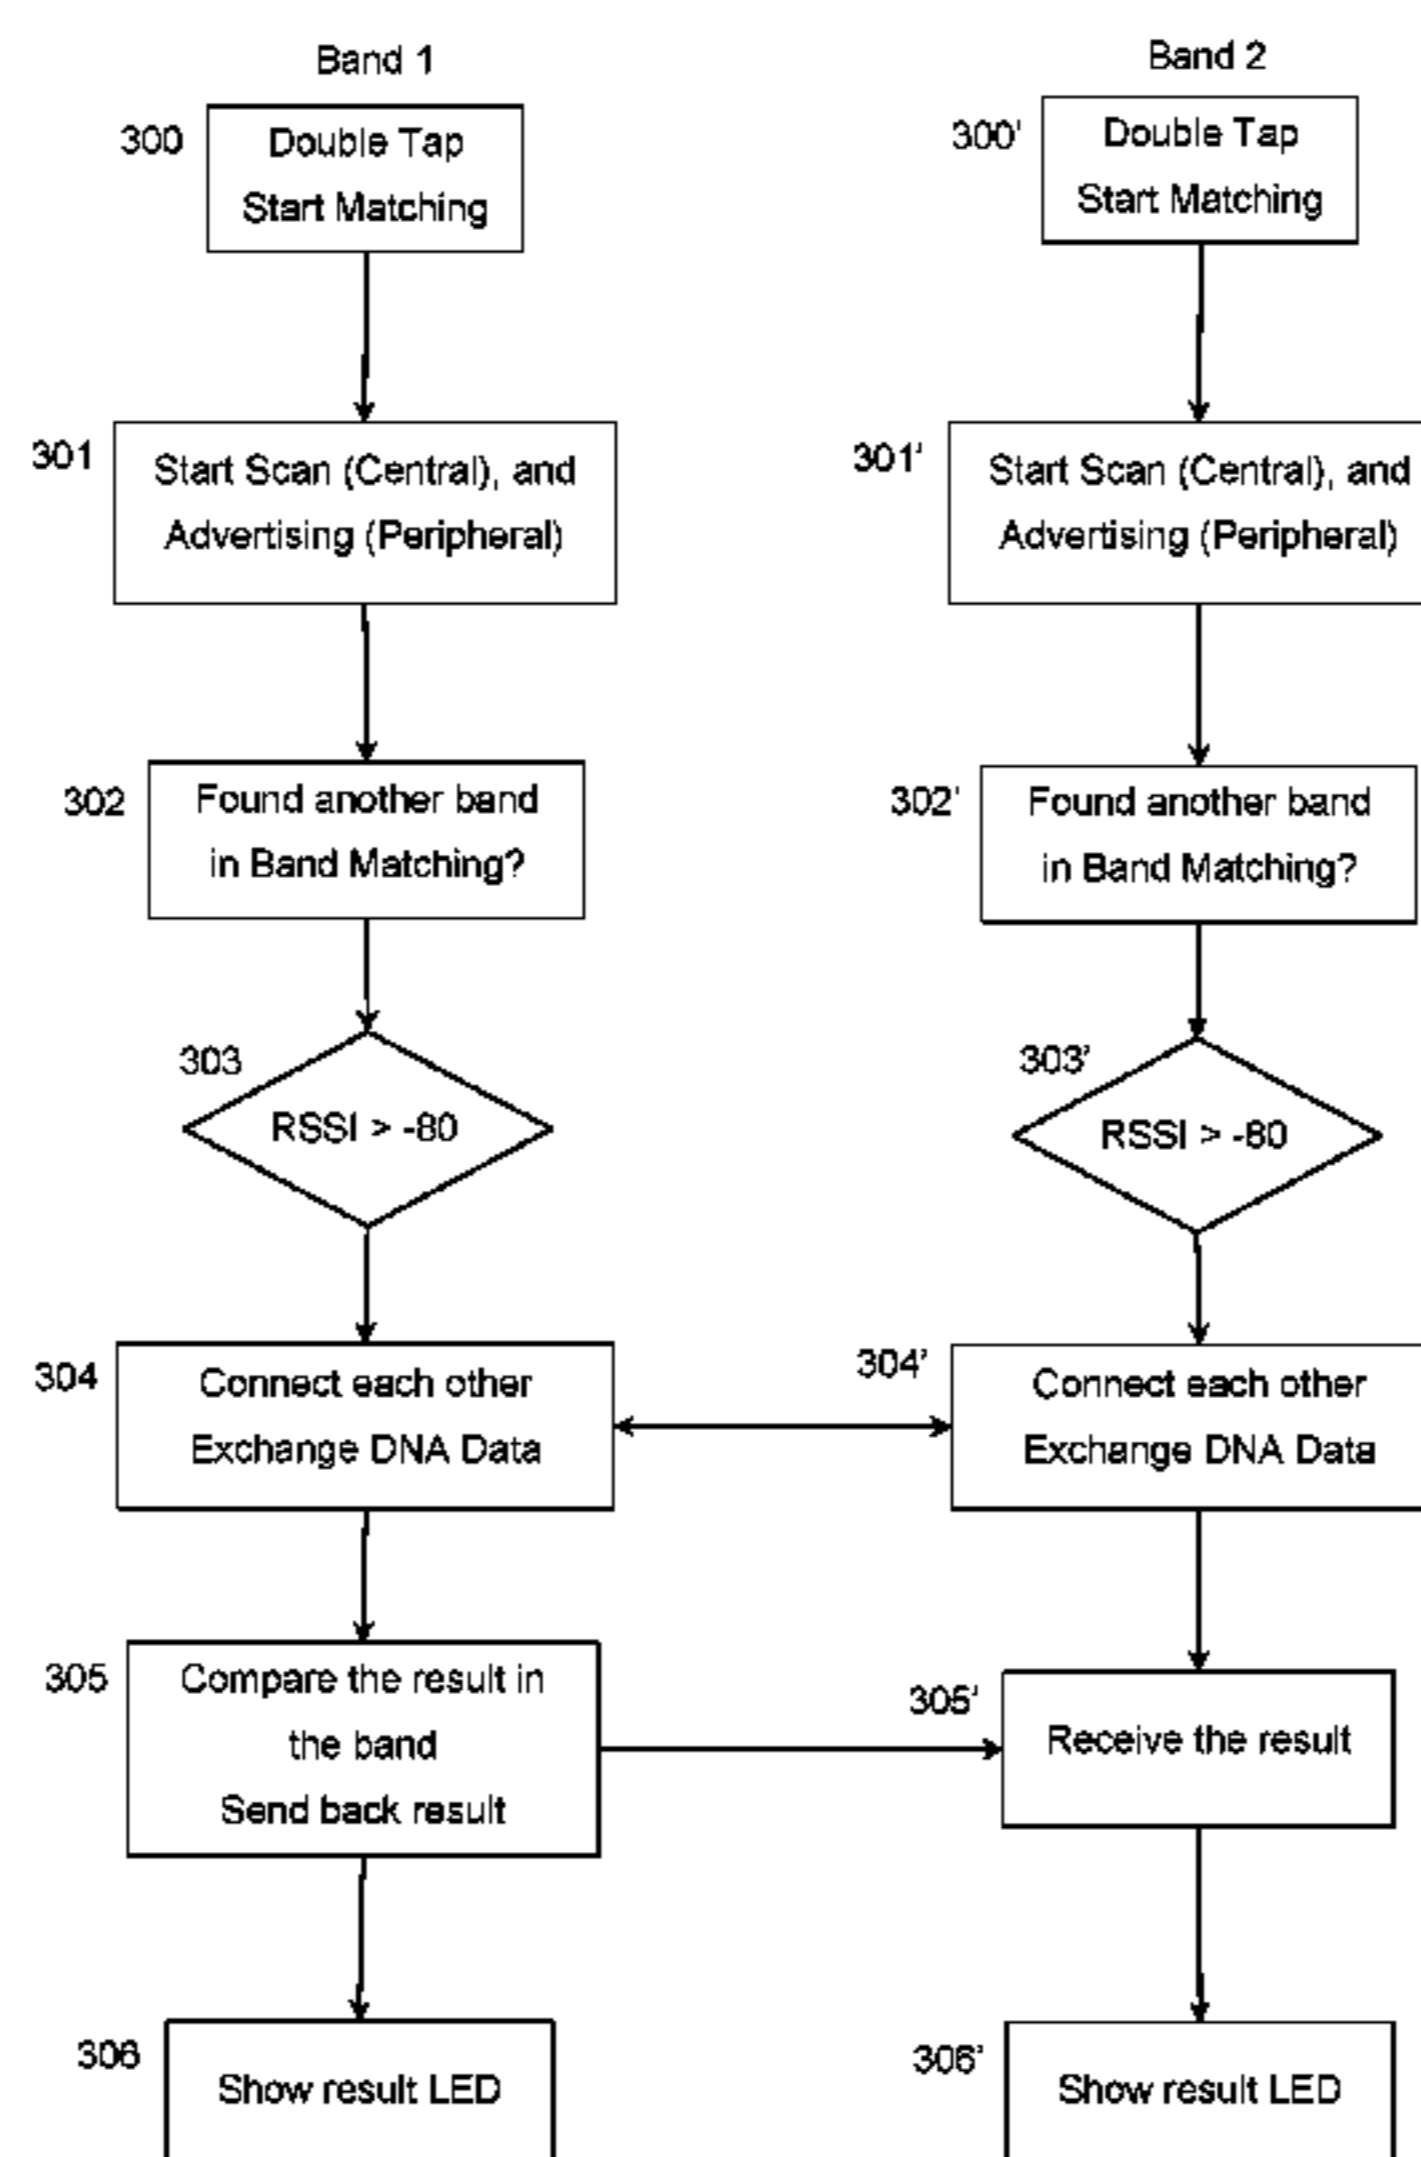 Band 1
300
Double Tap
Start Matching
301
Start Scan (Central), and
Advertising (Peripheral)
302
Found another band
in Band Matching?
303
RSSI > -80
304
Connect each other
Exchange DNA Data
305
Compare the result in
the band
Send back result
306
Show result LED
Band 2
300'
Double Tap
Start Matching
301'
Start Scan (Central), and
Advertising (Peripheral)
302'
Found another band
in Band Matching?
303'
RSSI > -80
304'
Connect each other
Exchange DNA Data
305'
Receive the result
306'
Show result LED